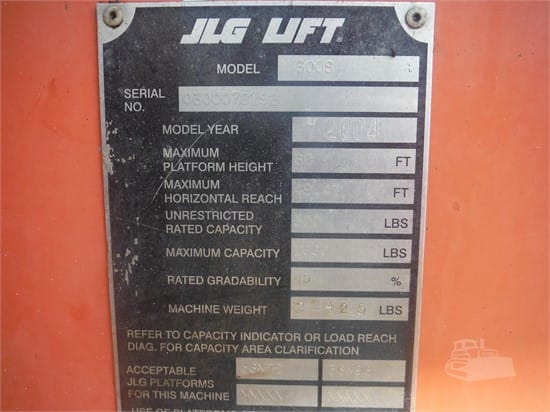 JLG LIFT
MODEL 600S
SERIAL
NO.
MODEL YEAR 2004
MAXIMUM
PLATFORM HEIGHT 60 FT
MAXIMUM
HORIZONTAL REACH FT
UNRESTRICTED
RATED CAPACITY LBS
MAXIMUM CAPACITY LBS
RATED GRADABILITY %
MACHINE WEIGHT LBS
REFER TO CAPACITY INDICATOR OR LOAD REACH
DIAG. FOR CAPACITY AREA CLARIFICATION
ACCEPTABLE
JLG PLATFORMS
FOR THIS MACHINE